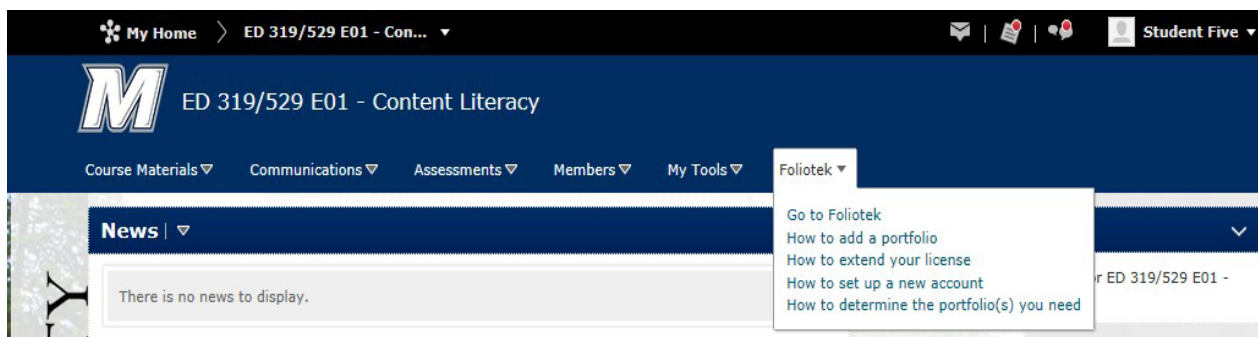 My Home
ED 319/529 E01 - Con...
Student Five
M
ED 319/529 E01 - Content Literacy
Course Materials Communications Assessments Members My Tools Foliotek
Go to Foliotek
How to add a portfolio
How to extend your license
How to set up a new account
How to determine the portfolio(s) you need
News
There is no news to display.
r ED 319/529 E01 -
Y